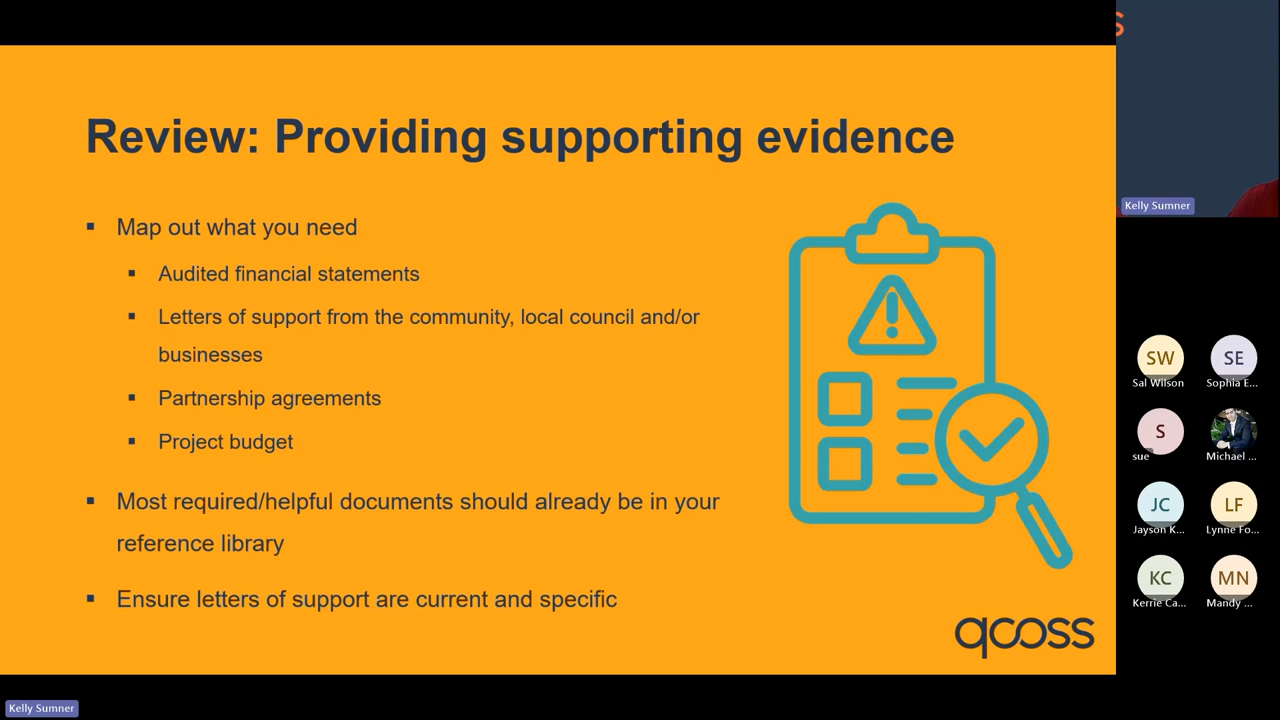 Review: Providing supporting evidence
▪ Map out what you need
▪ Audited financial statements
▪ Letters of support from the community, local council and/or
businesses
▪ Partnership agreements
▪ Project budget
▪ Most required/helpful documents should already be in your
reference library
▪ Ensure letters of support are current and specific
qcoss
Kelly Sumner
S
Kelly Sumner
SW
SE
Sal Wilson
Sophia E...
S
sue
Michael ...
JC
LF
Jayson K...
Lynne Fo...
KC
MN
Kerrie Ca...
Mandy ...